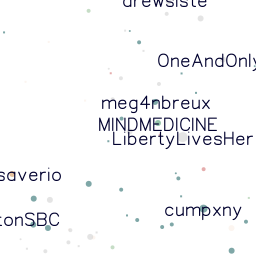 drewsiste
OneAndOnly
meg4nbreux
MINDMEDICINE
LibertyLivesHer
saverio
cumpxny
tonSBC